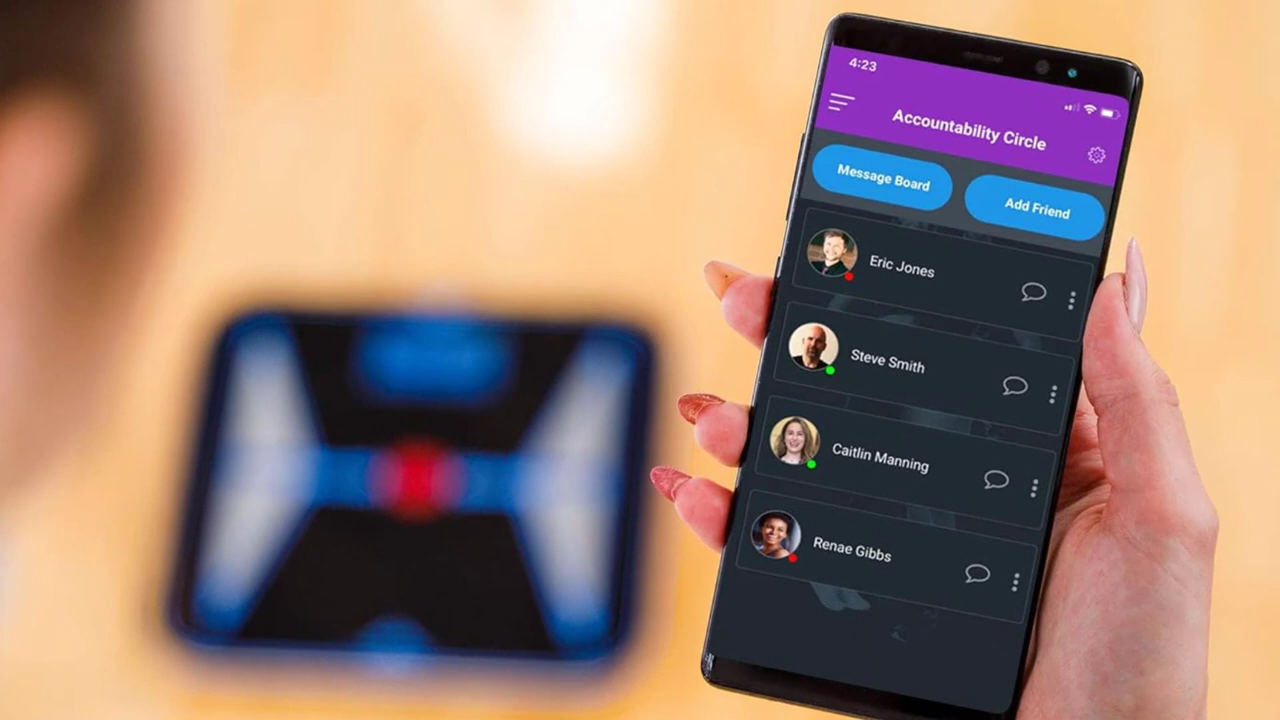 4:23
Accountability Circle
Message Board
Add Friend
Eric Jones
Steve Smith
Caitlin Manning
Renae Gibbs